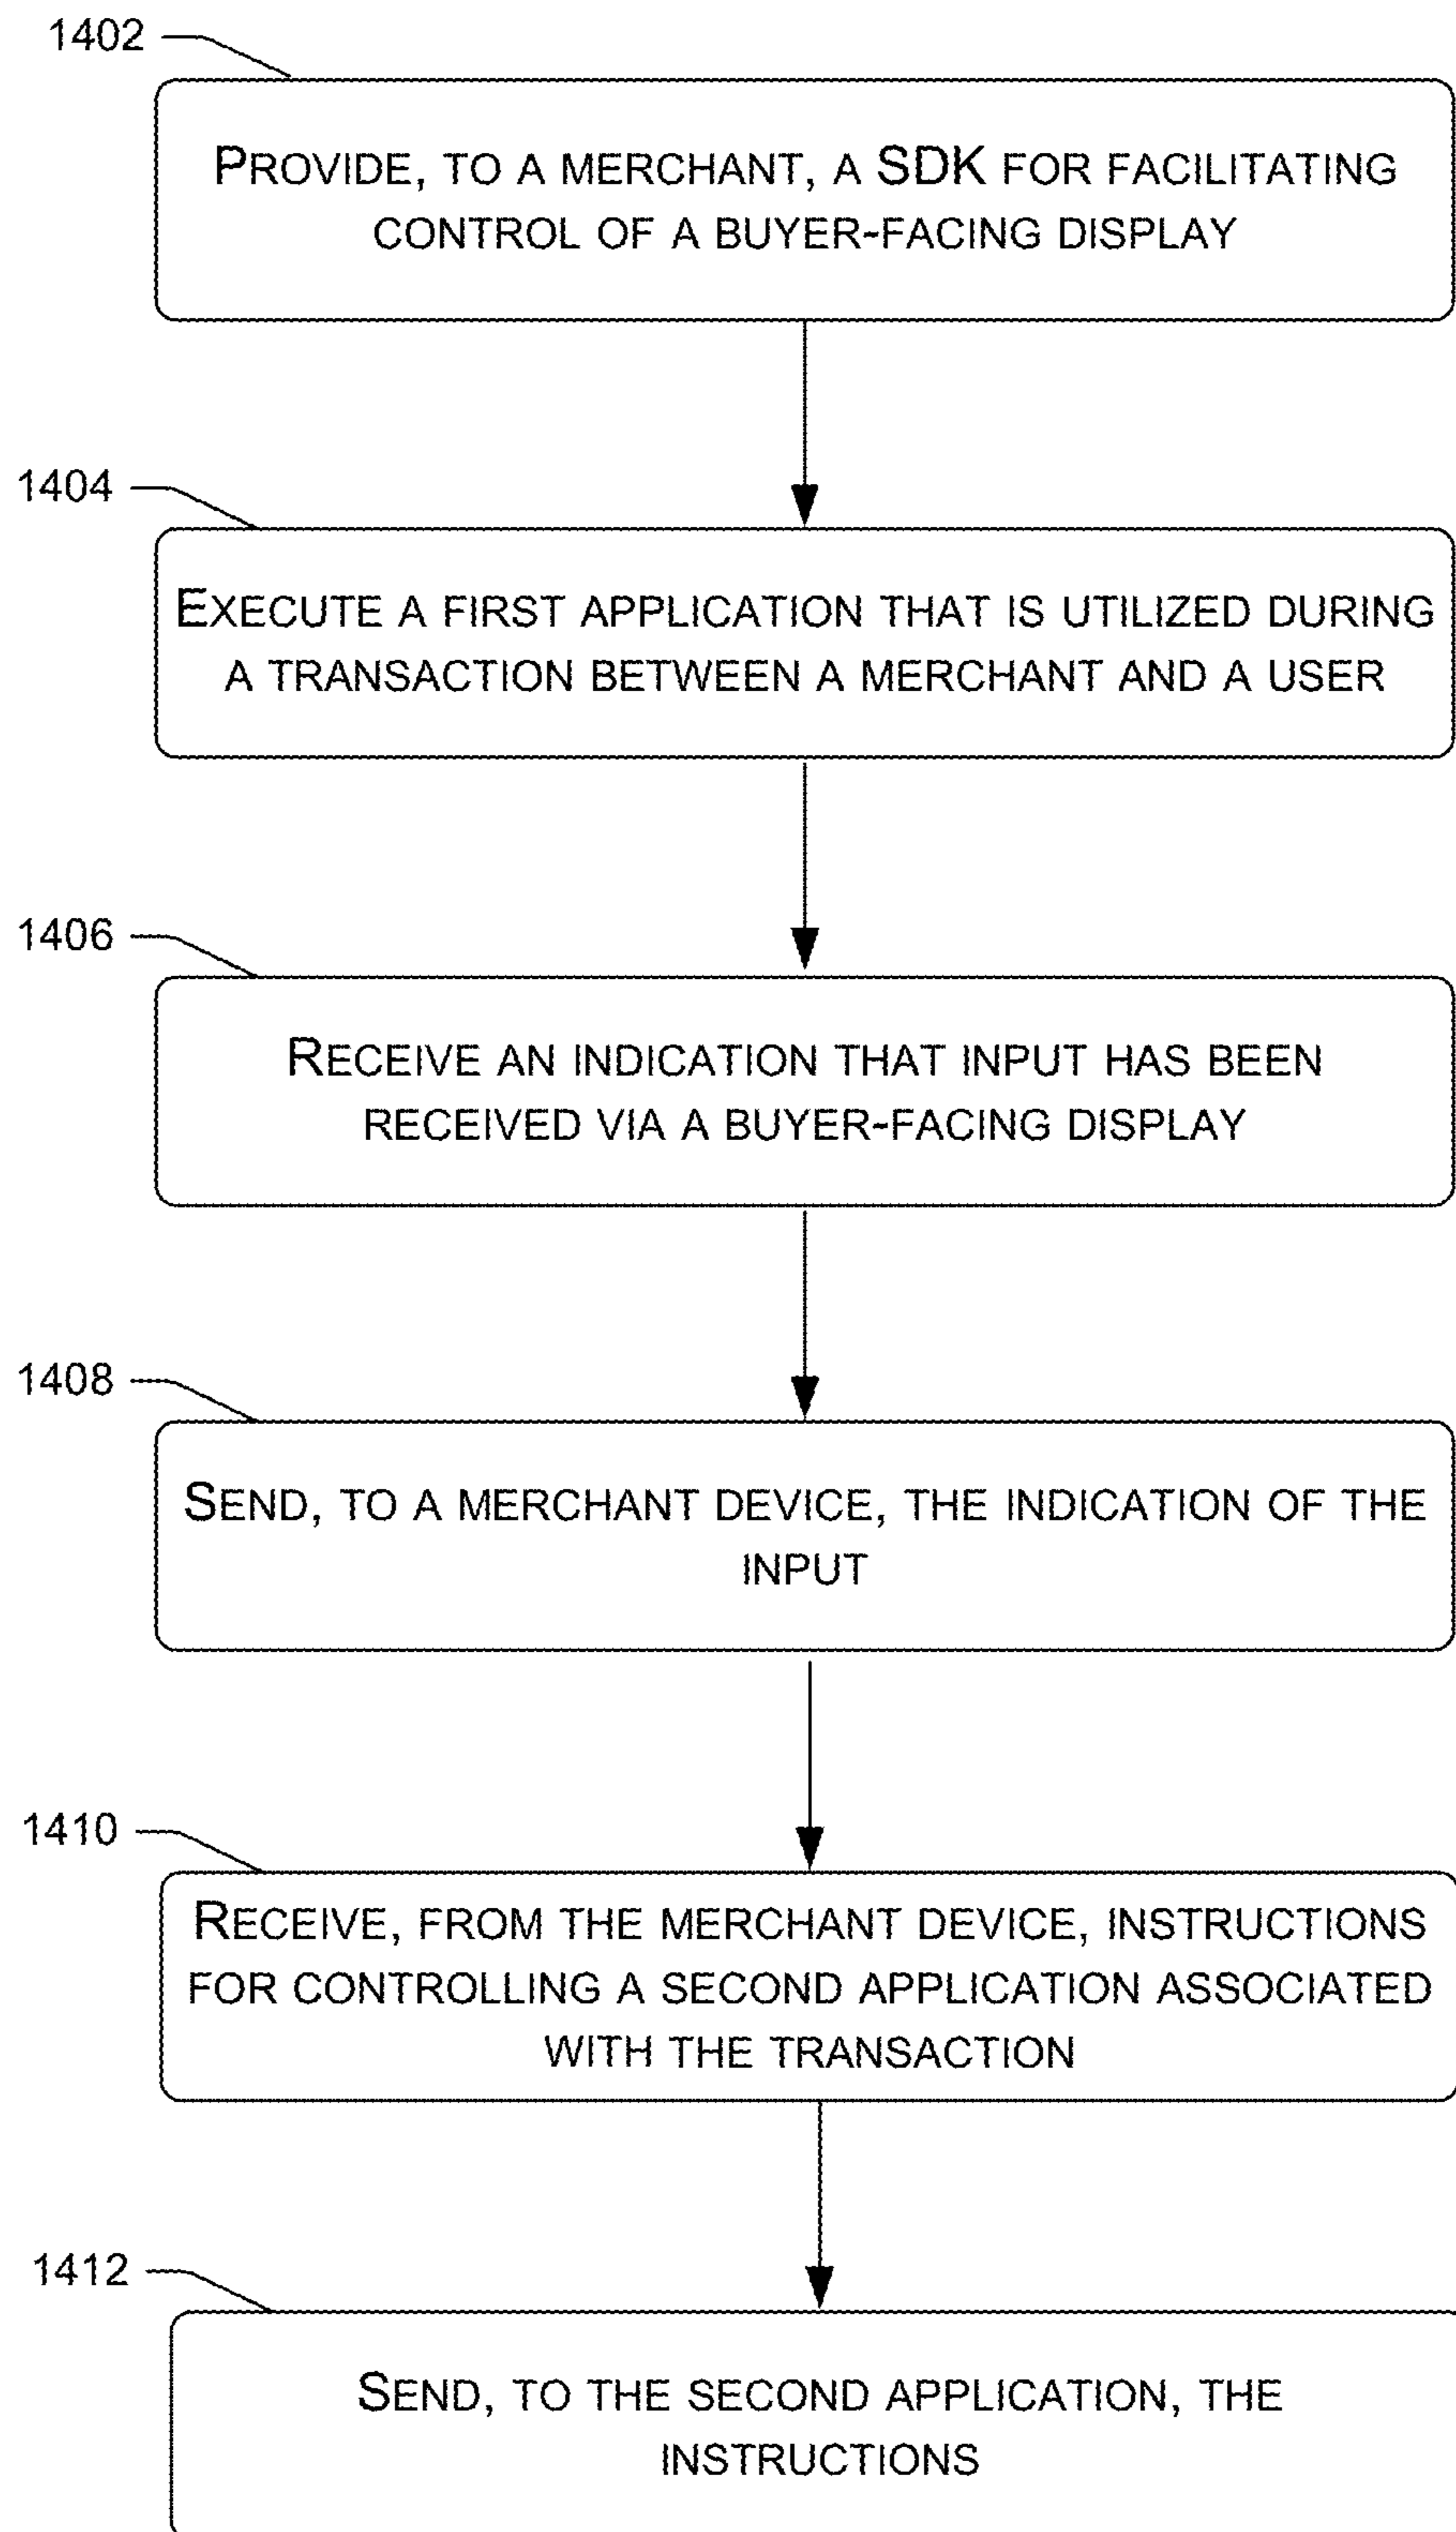 1402
PROVIDE, TO A MERCHANT, A SDK FOR FACILITATING
CONTROL OF A BUYER-FACING DISPLAY
1404
EXECUTE A FIRST APPLICATION THAT IS UTILIZED DURING
A TRANSACTION BETWEEN A MERCHANT AND A USER
1406
RECEIVE AN INDICATION THAT INPUT HAS BEEN
RECEIVED VIA A BUYER-FACING DISPLAY
1408
SEND, TO A MERCHANT DEVICE, THE INDICATION OF THE
INPUT
1410
RECEIVE, FROM THE MERCHANT DEVICE, INSTRUCTIONS
FOR CONTROLLING A SECOND APPLICATION ASSOCIATED
WITH THE TRANSACTION
1412
SEND, TO THE SECOND APPLICATION, THE
INSTRUCTIONS